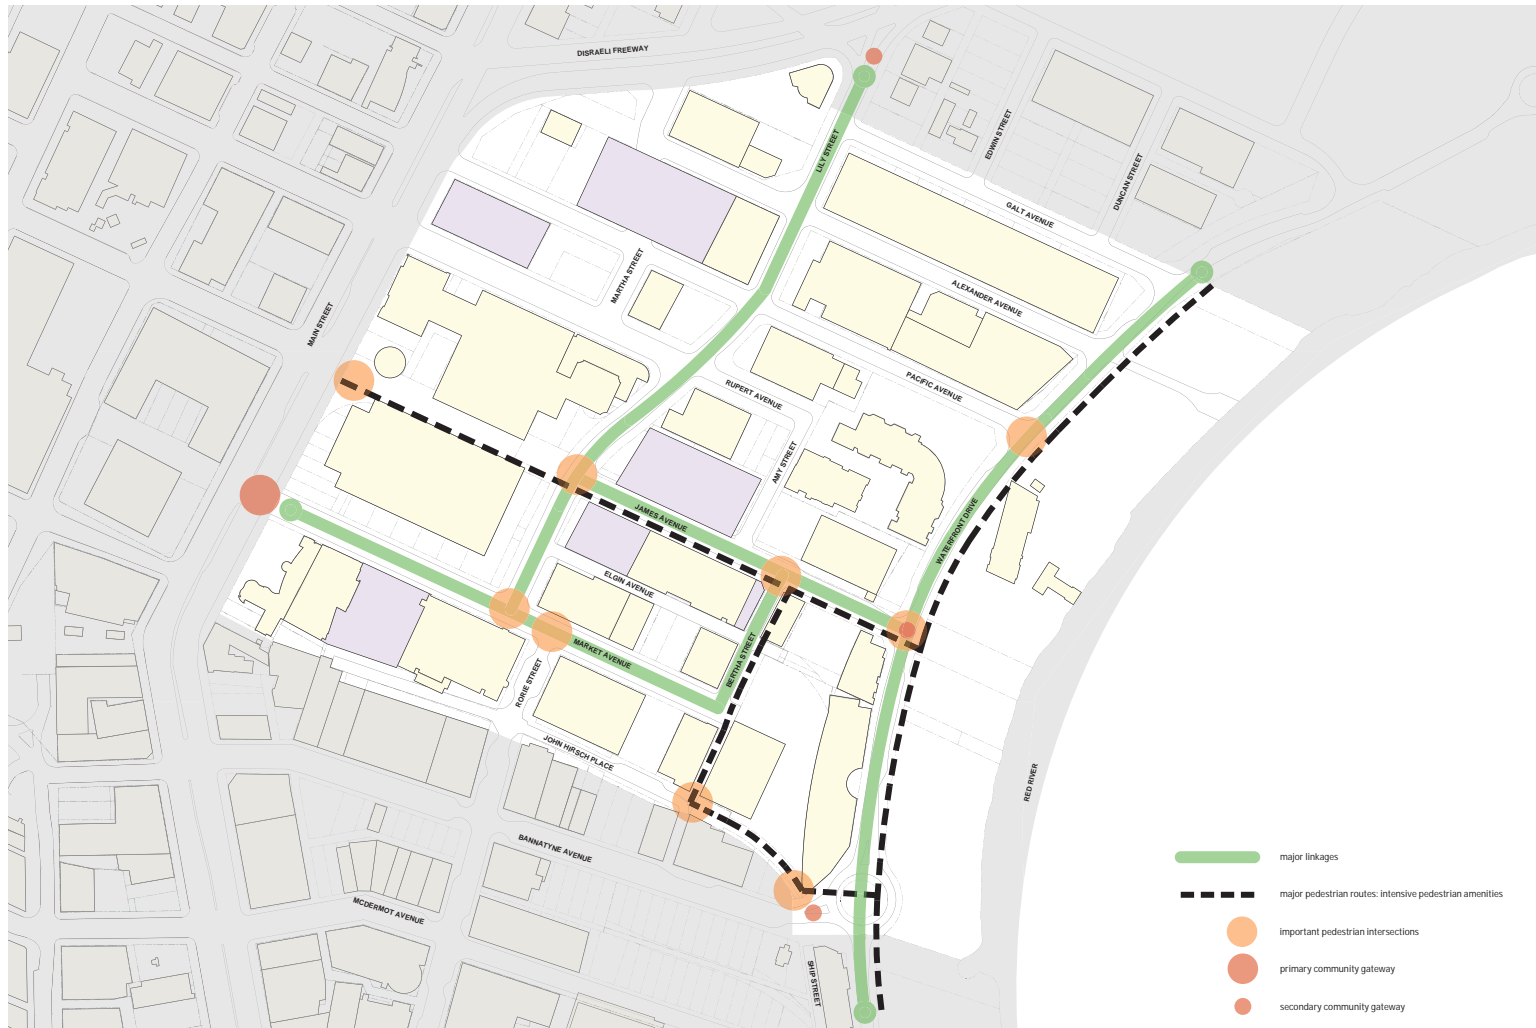 DISRAELI FREEWAY
LILY STREET
EDWIN STREET
DUNCAN STREET
GALT AVENUE
MARTHA STREET
ALEXANDER AVENUE
MAIN STREET
PACIFIC AVENUE
RUPERT AVENUE
AMY STREET
JAMES AVENUE
WATERFRONT DRIVE
ELGIN AVENUE
MARKET AVENUE
BERTHA STREET
RORIE STREET
JOHN HIRSCH PLACE
RED RIVER
BANNATYNE AVENUE
MCDERMOT AVENUE
SHIP STREET
major linkages
major pedestrian routes: intensive pedestrian amenities
important pedestrian intersections
primary community gateway
secondary community gateway